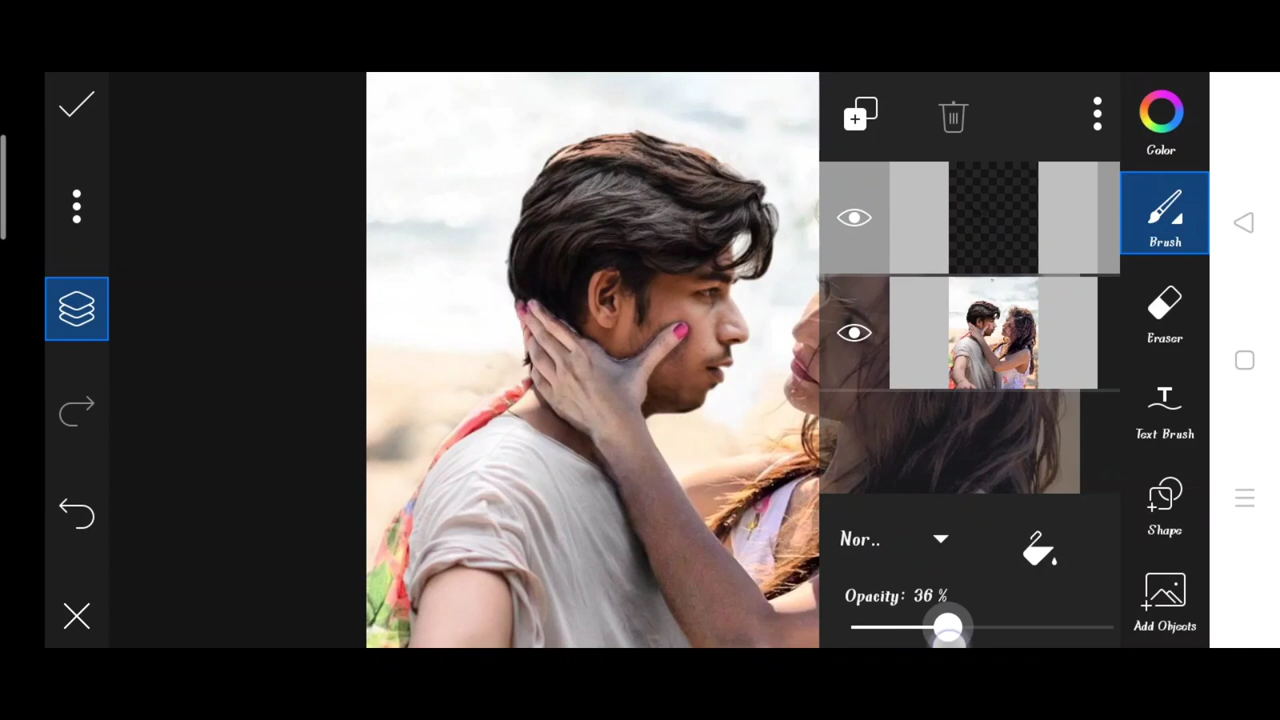 Color
Brush
Eraser
Text Brush
Shape
Add Objects
Nor..
Opacity: 36 %